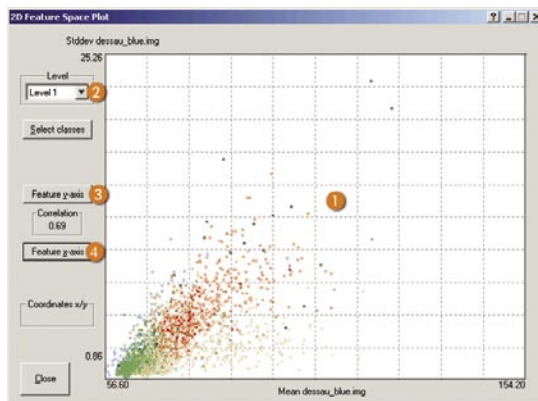 2D Feature Space Plot
Stddev dessau_blue.img
25.26
Level
Level 1
2
Select classes
1
Feature y-axis
3
Correlation
0.69
Feature x-axis
4
Coordinates x/y
0.66
Close
56.60
Mean dessau_blue.img
154.20